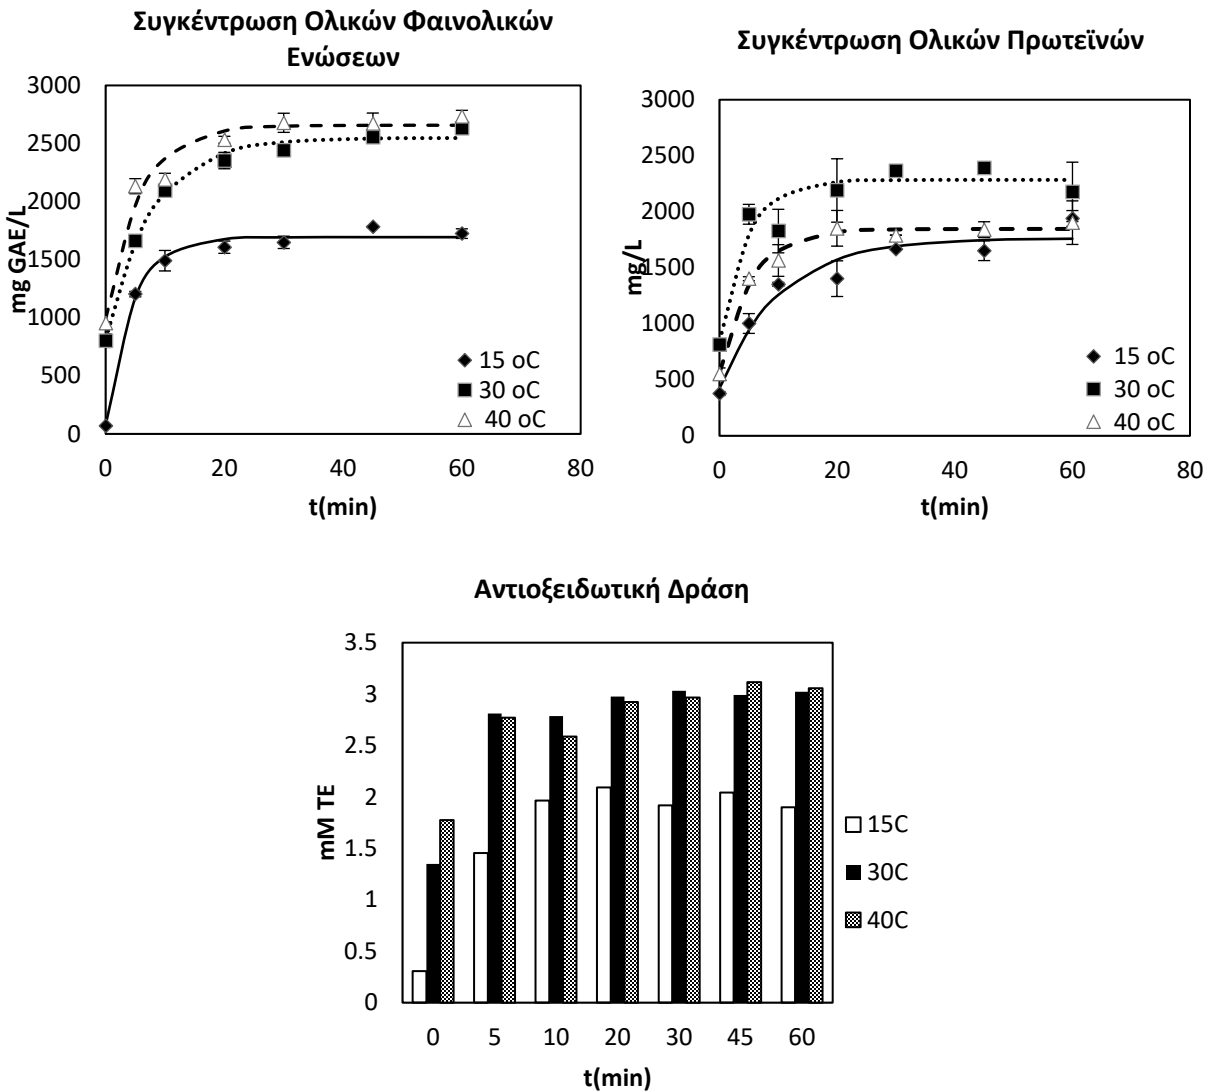 Συγκέντρωση Ολικών Φαινολικών
Ενώσεων
3000
2500
2000
1500
1000
500
0
mg GAE/L
0 20 40 60 80
t(min)
15 oC
30 oC
40 oC
Συγκέντρωση Ολικών Πρωτεϊνών
3000
2500
2000
1500
1000
500
0
mg/L
0 20 40 60 80
t(min)
15 oC
30 oC
40 oC
Αντιοξειδωτική Δράση
3.5
3
2.5
2
1.5
1
0.5
0
mM TE
0 5 10 20 30 45 60
t(min)
15C
30C
40C